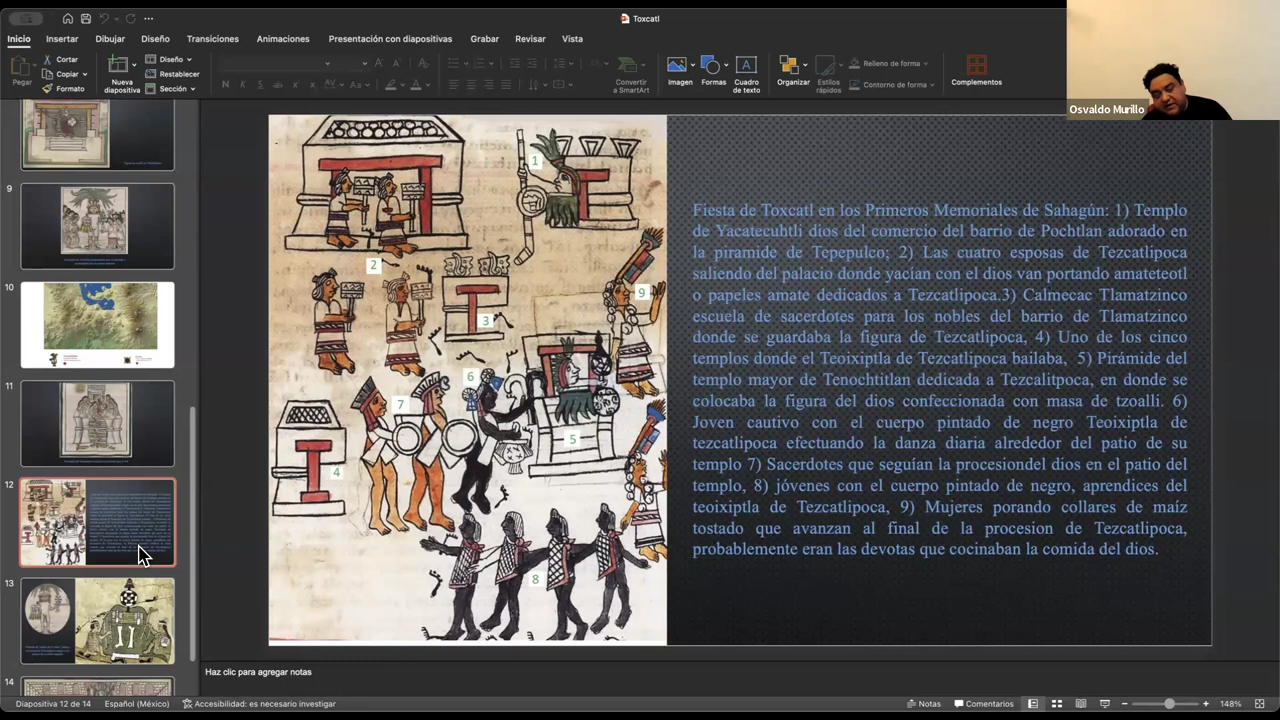 Toxcatl
Inicio
Insertar
Dibujar
Diseño
Transiciones
Animaciones
Presentación con diapositivas
Grabar
Revisar
Vista
Pegar
Cortar
Copiar
Formato
Nueva
diapositiva
Diseño
Restablecer
Sección
Convertir
a SmartArt
Imagen
Formas
Cuadro
de texto
Organizar
Estilos
rápidos
Relleno de forma
Contorno de forma
Complementos
Osvaldo Murillo
9
10
11
12
13
14
1
2
3
4
5
6
7
8
9
Fiesta de Toxcatl en los Primeros Memoriales de Sahagún: 1) Templo
de Yacatecuhtli dios del comercio del barrio de Pochtlan adorado en
la piramide de Tepepulco, 2) Las cuatro esposas de Tezcatlipoca
saliendo del palacio donde yacían con el dios van portando amateteotl
o papeles amate dedicados a Tezcatlipoca.3) Calmecac Tlamatzinco
escuela de sacerdotes para los nobles del barrio de Tlamatzinco
donde se guardaba la figura de Tezcatlipoca, 4) Uno de los cinco
templos donde el Teoixiptla de Tezcatlipoca bailaba, 5) Pirámide del
templo mayor de Tenochtitlan dedicada a Tezcalitpoca, en donde se
colocaba la figura del dios confeccionada con masa de tzoalli. 6)
Joven cautivo con el cuerpo pintado de negro Teoixipla de
tezcatlipoca efectuando la danza diaria alrededor del patio de su
templo 7) Sacerdotes que seguían la procesiondel dios en el patio del
templo, 8) jóvenes con el cuerpo pintado de negro, aprendices del
teoixiptla de Tezcatlipoca, 9) Mujeres porando collares de maíz
tostado que venían al final de la procesion de Tezcatlipoca,
probablemente eran las devotas que cocinaban la comida del dios.
Haz clic para agregar notas
Diapositiva 12 de 14
Español (México)
Accesibilidad: es necesario investigar
Notas
Comentarios
148%